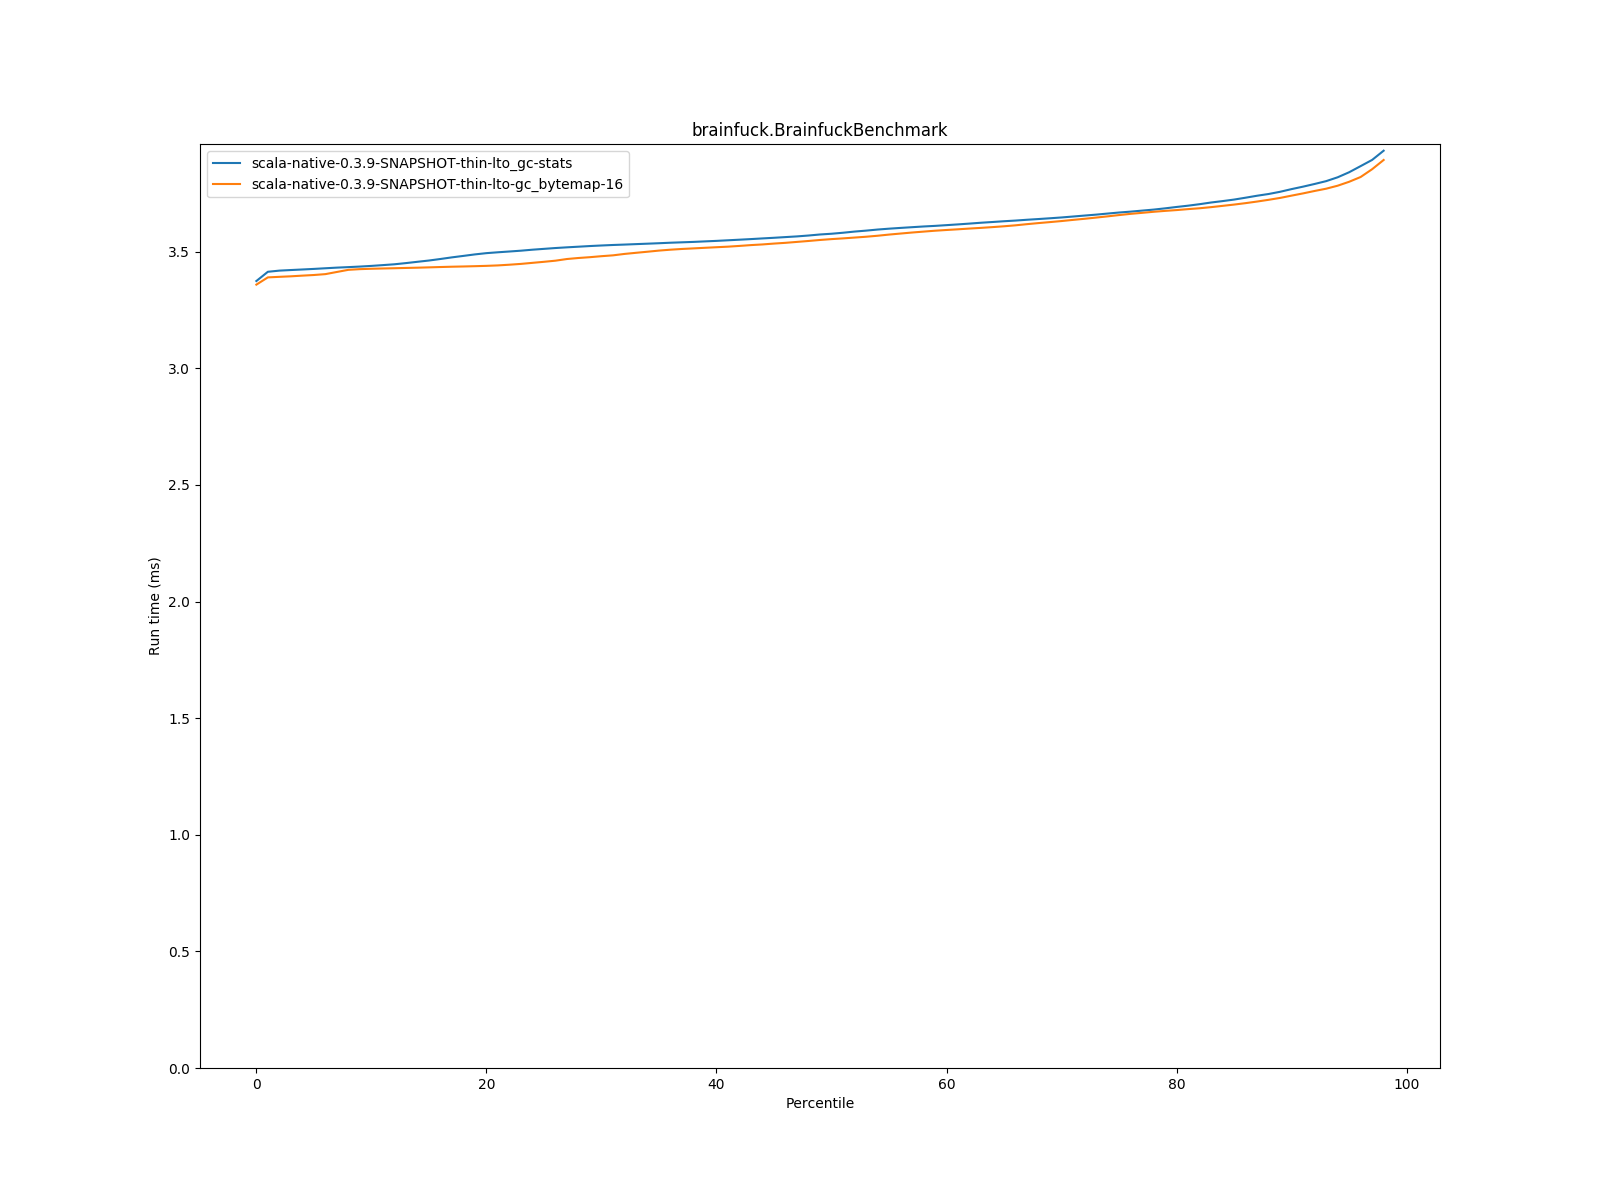 brainfuck.BrainfuckBenchmark
scala-native-0.3.9-SNAPSHOT-thin-lto_gc-stats
scala-native-0.3.9-SNAPSHOT-thin-lto-gc_bytemap-16
3.5
3.0
2.5
2.0
1.5
1.0
0.5
0.0
Run time (ms)
0 20 40 60 80 100
Percentile